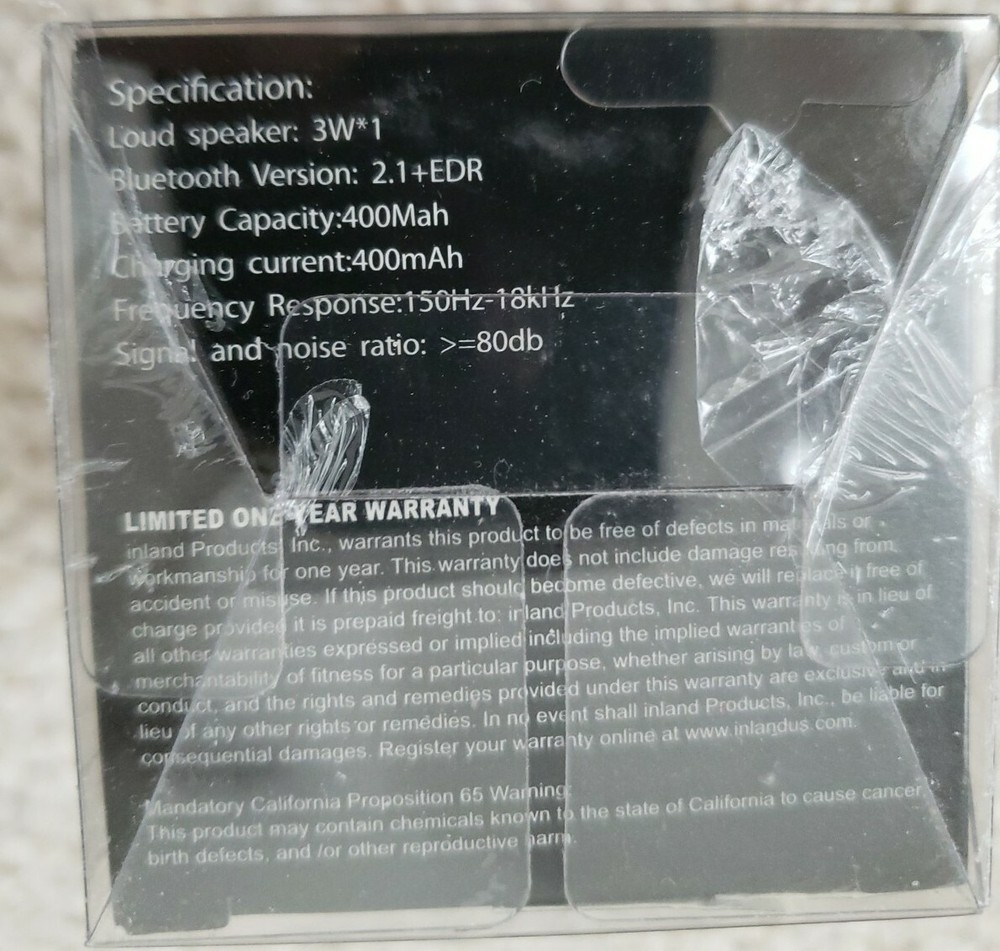 Specification:
Loud speaker: 3W*1
Bluetooth Version: 2.1+EDR
Battery Capacity:400Mah
Charging current:400mAh
Frequency Response:150Hz-18kHz
Signal and noise ratio: >=80db
LIMITED ONE YEAR WARRANTY
inland Products Inc., warrants this product to be free of defects in materials or
workmanship for one year. This warranty does not include damage resulting from
accident or misuse. If this product should become defective, we will replace it free of
charge provided it is prepaid freight to: inland Products, Inc. This warranty is in lieu of
all other warranties expressed or implied including the implied warranties of
merchantability of fitness for a particular purpose, whether arising by law, custom or
conduct, and the rights and remedies provided under this warranty are exclusive and in
lieu of any other rights or remedies. In no event shall inland Products, Inc., be liable for
consequential damages. Register your warranty online at www.inlandus.com.
Mandatory California Proposition 65 Warning:
This product may contain chemicals known to the state of California to cause cancer
birth defects, and /or other reproductive harm.